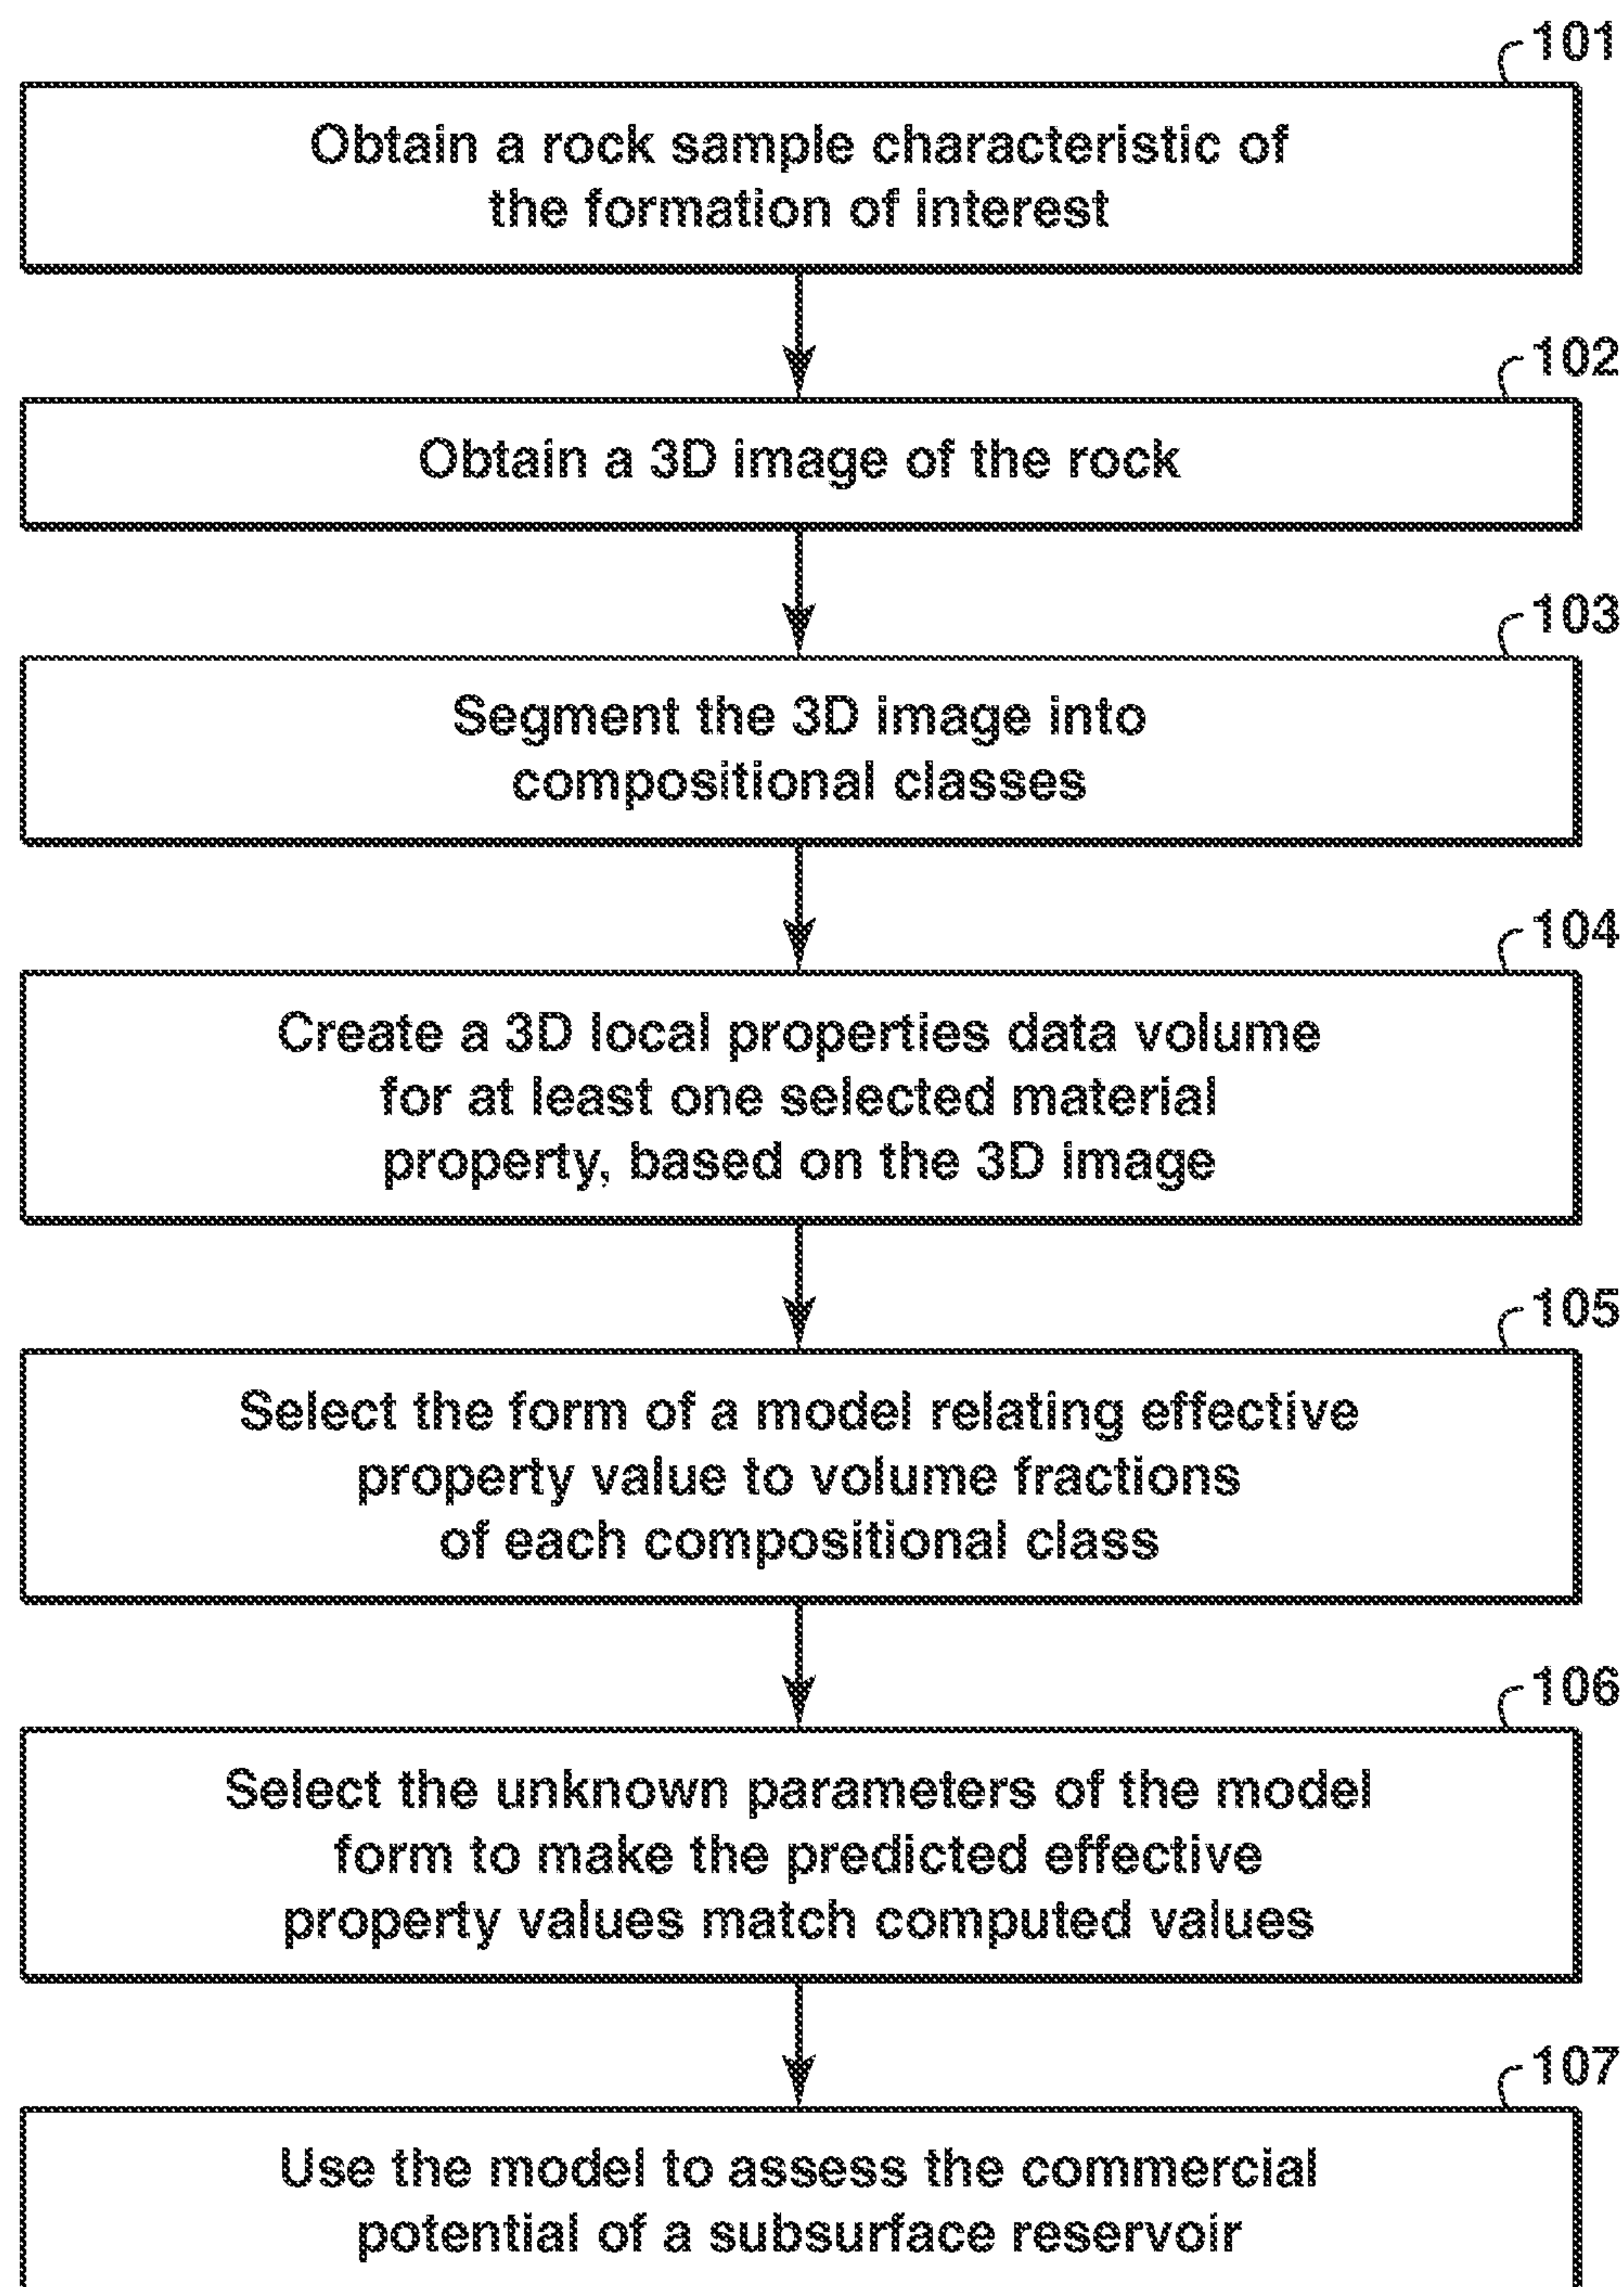 101
Obtain a rock sample characteristic of
the formation of interest
102
Obtain a 3D image of the rock
103
Segment the 3D image into
compositional classes
104
Create a 3D local properties data volume
for at least one selected material
property, based on the 3D image
105
Select the form of a model relating effective
property value to volume fractions
of each compositional class
106
Select the unknown parameters of the model
form to make the predicted effective
property values match computed values
107
Use the model to assess the commercial
potential of a subsurface reservoir